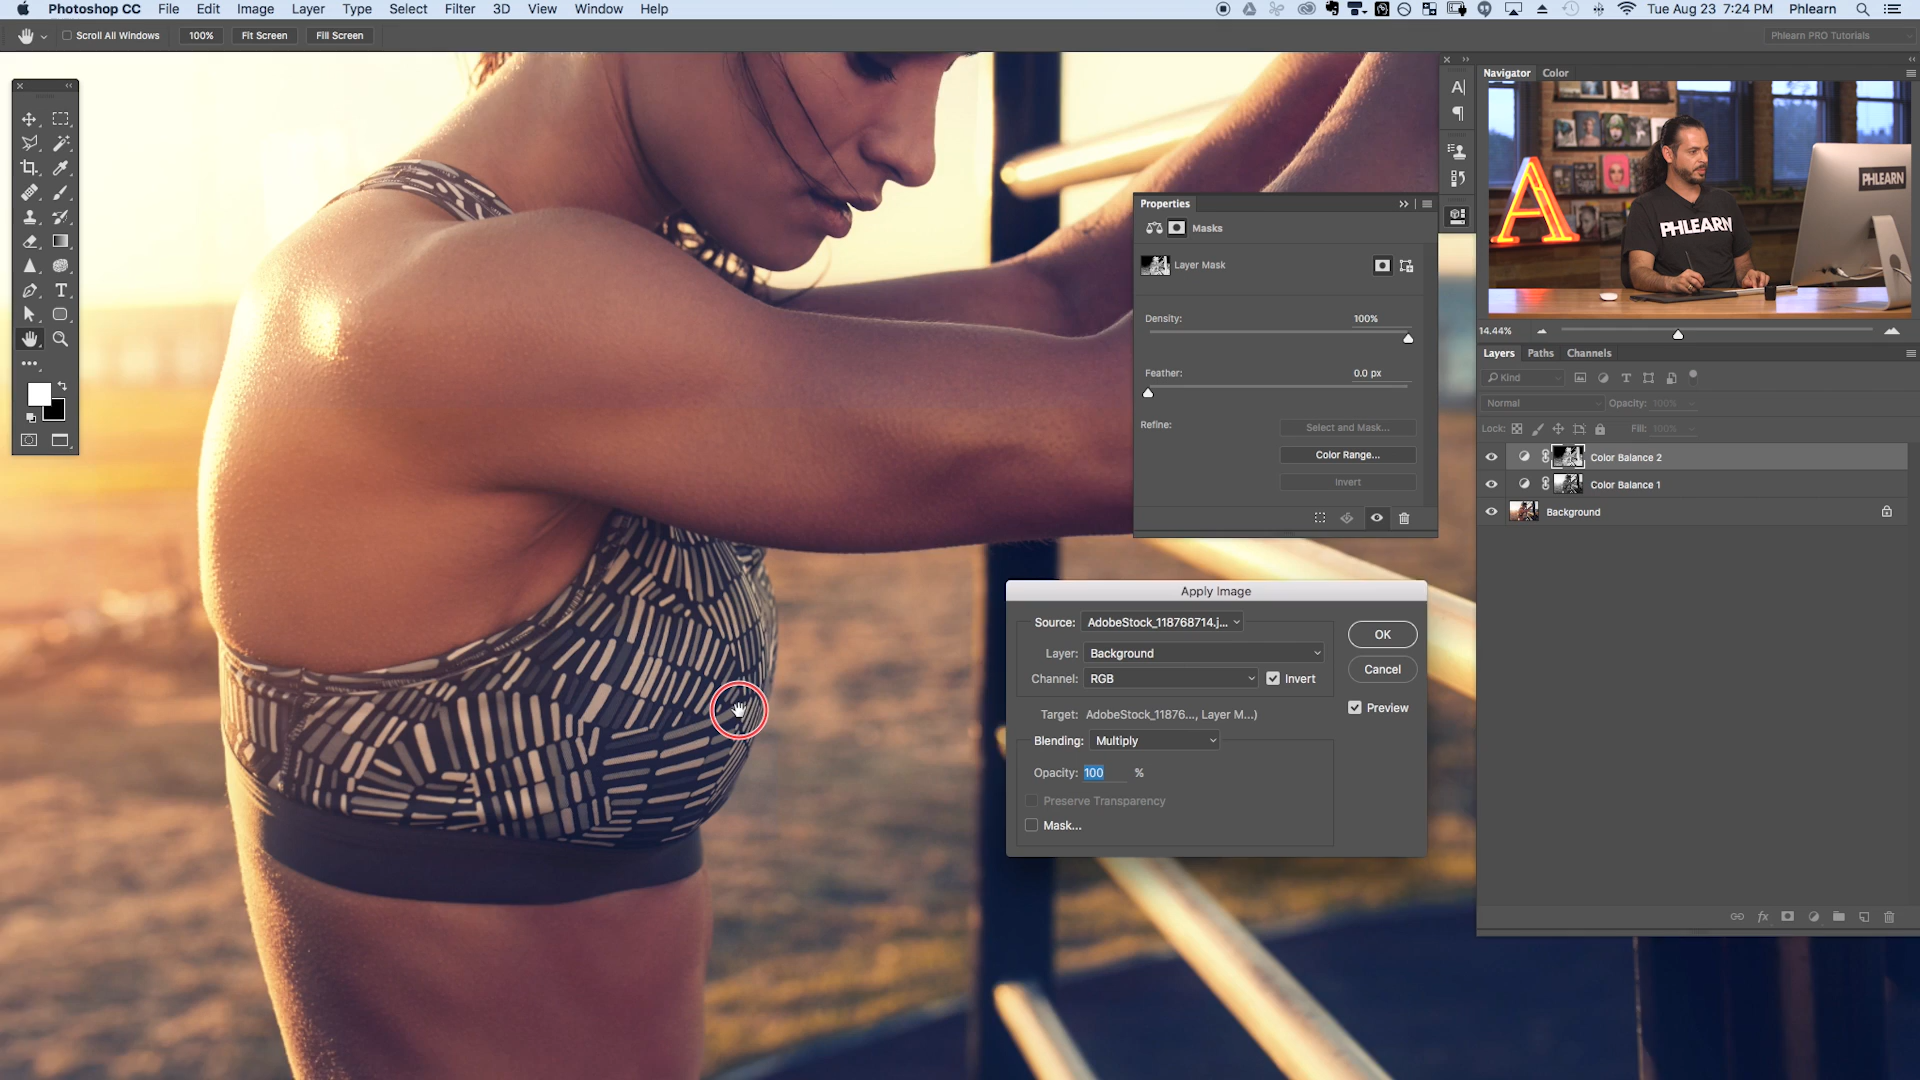 Photoshop CC File Edit Image Layer Type Select Filter 3D View Window Help Tue Aug 23 7:24 PM Phlearn
Scroll All Windows 100% Fit Screen Fill Screen Phlearn PRO Tutorials
Navigator Color
A
PHLEARN
PHLEARN
14.44%
Properties
Masks
Layer Mask
Density: 100%
Feather: 0.0 px
Refine:
Select and Mask...
Color Range...
Invert
Layers Paths Channels
Kind
Normal Opacity: 100%
Lock: Fill: 100%
Color Balance 2
Color Balance 1
Background
Apply Image
Source: AdobeStock_118768714.j...
Layer: Background
Channel: RGB Invert
Target: AdobeStock_11876..., Layer M...)
Blending: Multiply
Opacity: 100 %
Preserve Transparency
Mask...
OK
Cancel
Preview
fx